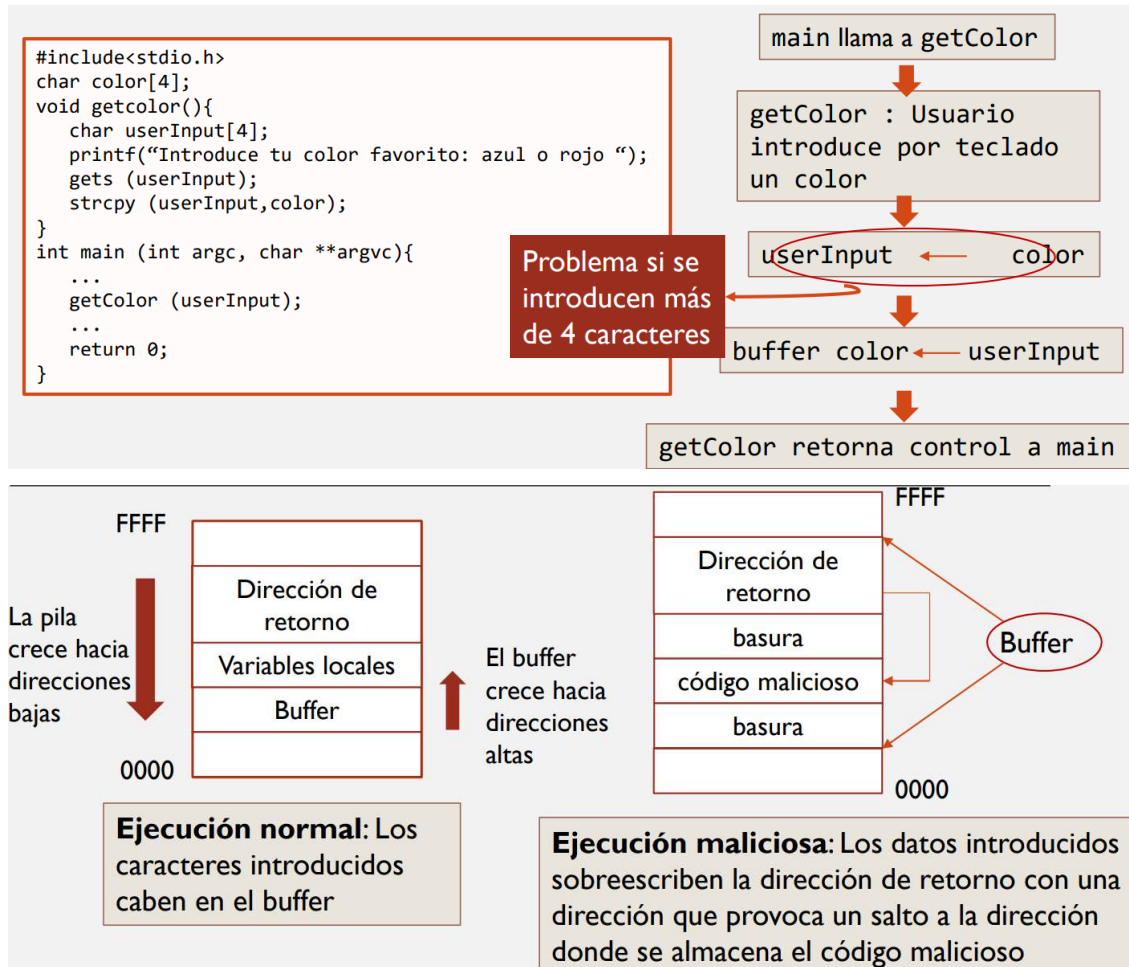 #include<stdio.h>
char color[4];
void getcolor(){
char userInput[4];
printf(“Introduce tu color favorito: azul o rojo “);
gets (userInput);
strcpy (userInput,color);
}
int main (int argc, char **argvc){
...
getColor (userInput);
...
return 0;
}
Problema si se
introducen más
de 4 caracteres
main llama a getColor
getColor : Usuario
introduce por teclado
un color
userInput ← color
buffer color ← userInput
getColor retorna control a main
FFFF
La pila
crece hacia
direcciones
bajas
Dirección de
retorno
Variables locales
Buffer
0000
El buffer
crece hacia
direcciones
altas
Ejecución normal: Los
caracteres introducidos
caben en el buffer
FFFF
Dirección de
retorno
basura
código malicioso
basura
Buffer
0000
Ejecución maliciosa: Los datos introducidos
sobreescriben la dirección de retorno con una
dirección que provoca un salto a la dirección
donde se almacena el código malicioso